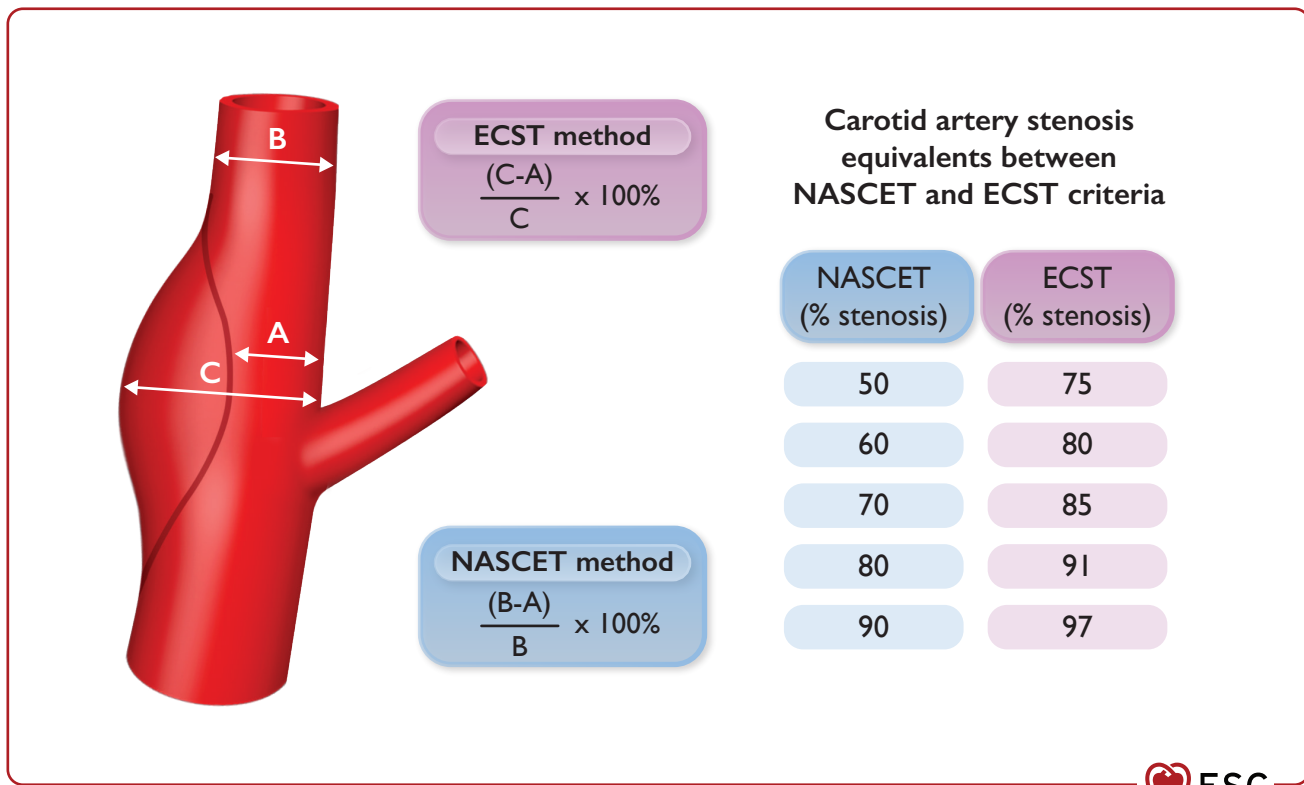 B
A
C
ECST method
(C-A)
C
x 100%
NASCET method
(B-A)
B
x 100%
Carotid artery stenosis
equivalents between
NASCET and ECST criteria
NASCET ECST
(% stenosis) (% stenosis)
50 75
60 80
70 85
80 91
90 97
ESC